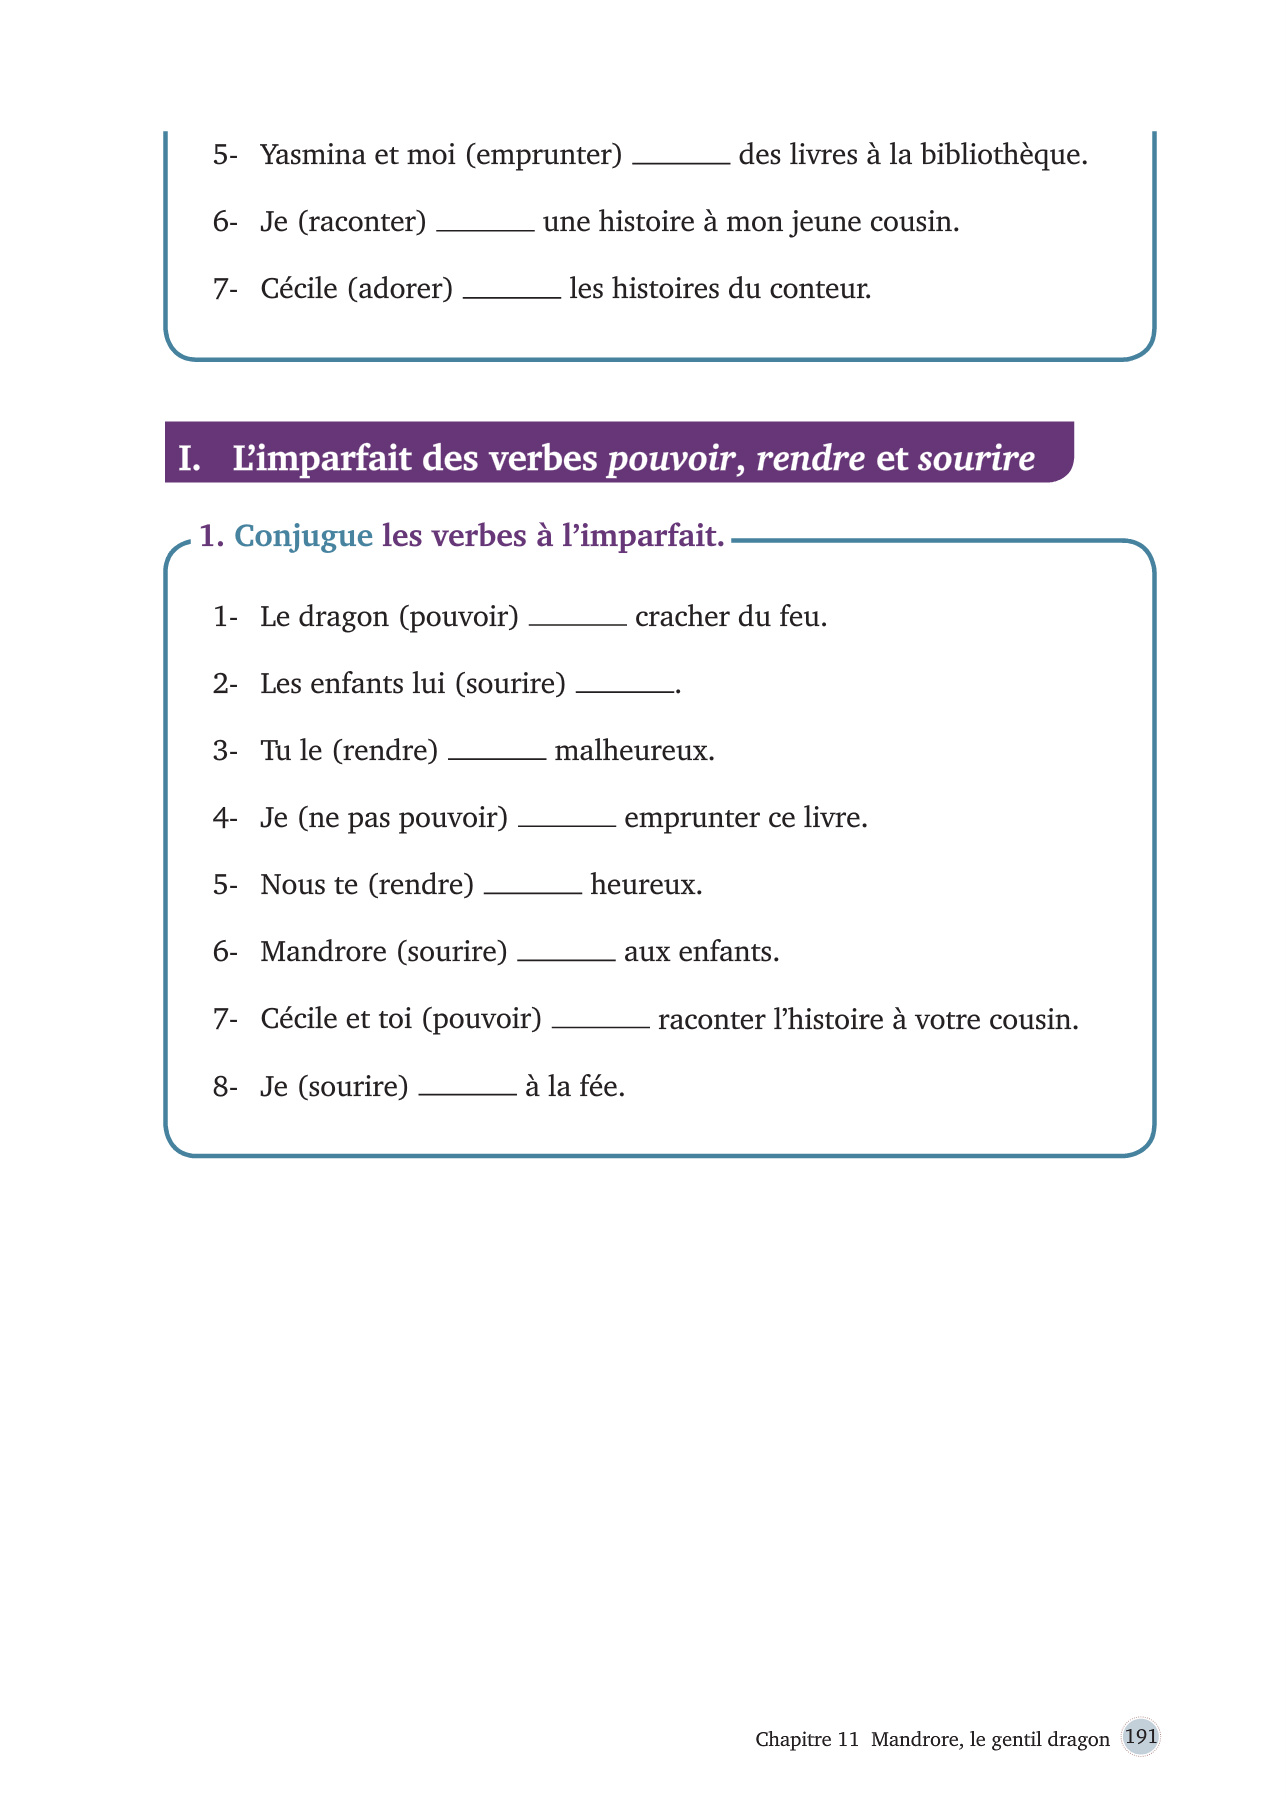 5- Yasmina et moi (emprunter) _______ des livres à la bibliothèque.
6- Je (raconter) _______ une histoire à mon jeune cousin.
7- Cécile (adorer) _______ les histoires du conteur.
I. L’imparfait des verbes pouvoir, rendre et sourire
1. Conjugue les verbes à l’imparfait.
1- Le dragon (pouvoir) _______ cracher du feu.
2- Les enfants lui (sourire) _______.
3- Tu le (rendre) _______ malheureux.
4- Je (ne pas pouvoir) _______ emprunter ce livre.
5- Nous te (rendre) _______ heureux.
6- Mandrore (sourire) _______ aux enfants.
7- Cécile et toi (pouvoir) _______ raconter l’histoire à votre cousin.
8- Je (sourire) _______ à la fée.
Chapitre 11 Mandrore, le gentil dragon 191